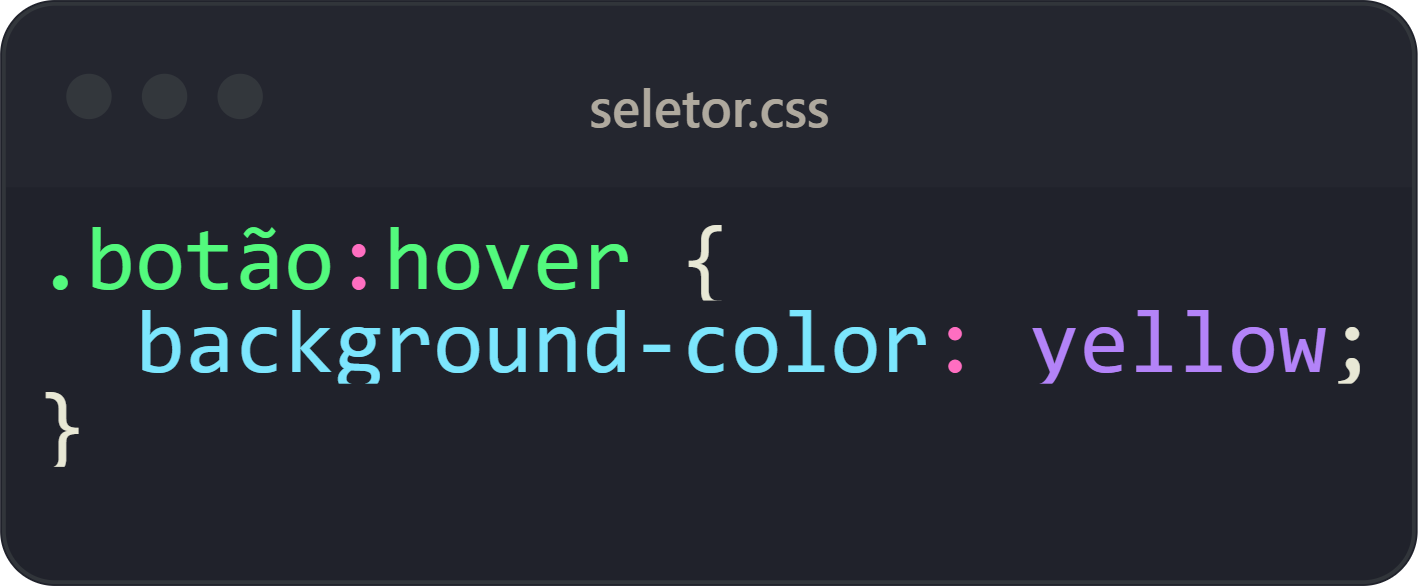 seletor.css
.botão:hover {
  background-color: yellow;
}